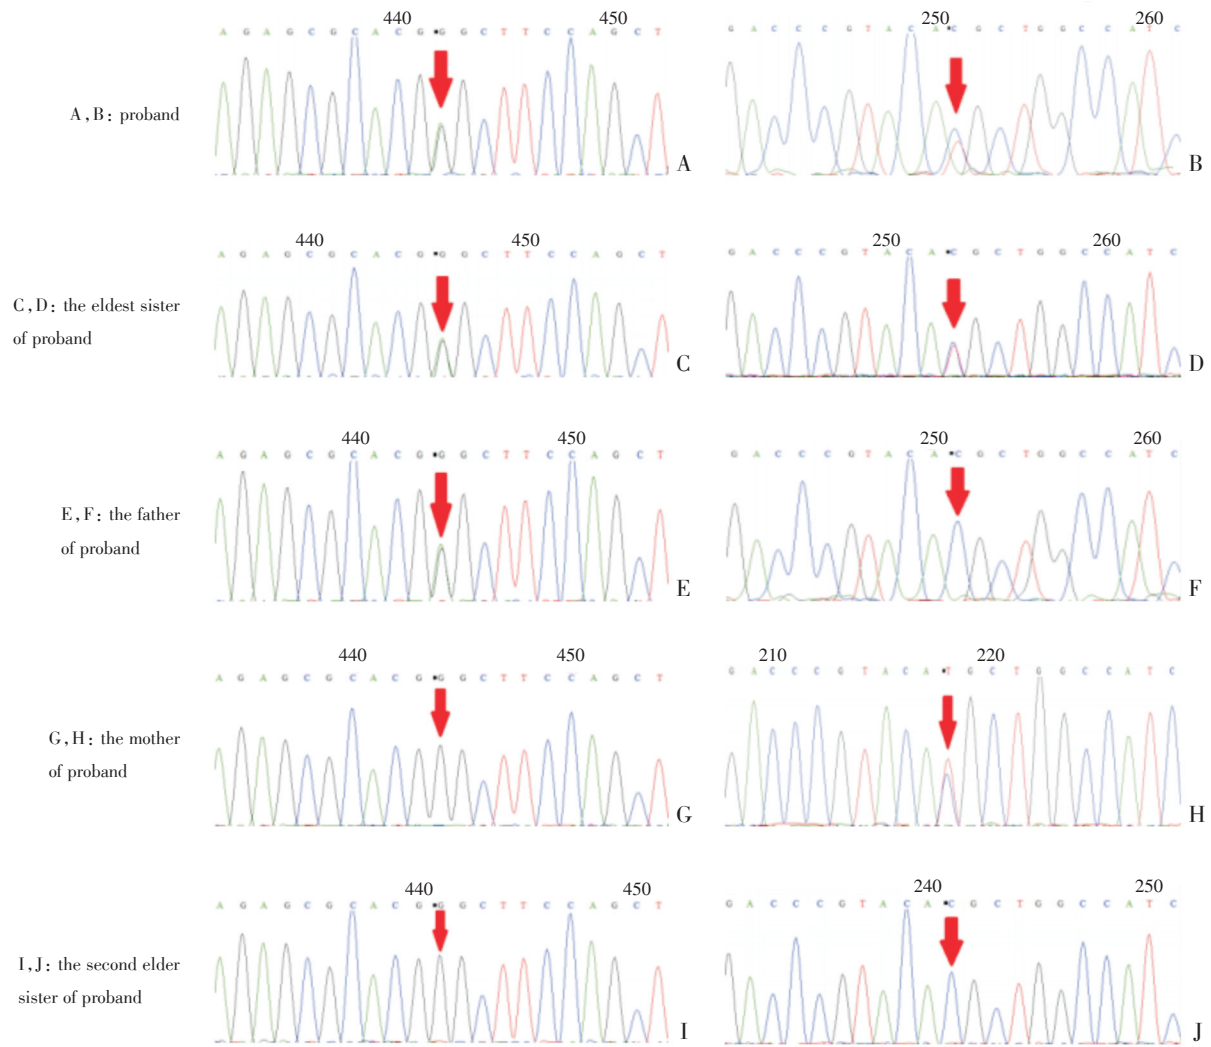 440 450 250 260
A G A G C G C A C G G G C T T C C A G C T G A C C C G T A C A C G C T G G C C A T C
A,B: proband
A B
440 450 250 260
A G A G C G C A C G G G C T T C C A G C T G A C C C G T A C A C G C T G G C C A T C
C,D: the eldest sister
of proband
C D
440 450 250 260
A G A G C G C A C G G G C T T C C A G C T G A C C C G T A C A C G C T G G C C A T C
E,F: the father
of proband
E F
440 450 210 220
A G A G C G C A C G G G C T T C C A G C T G A C C C G T A C A T G C T G G C C A T C
G,H: the mother
of proband
G H
440 450 240 250
A G A G C G C A C G G G C T T C C A G C T G A C C C G T A C A C G C T G G C C A T C
I,J: the second elder
sister of proband
I J